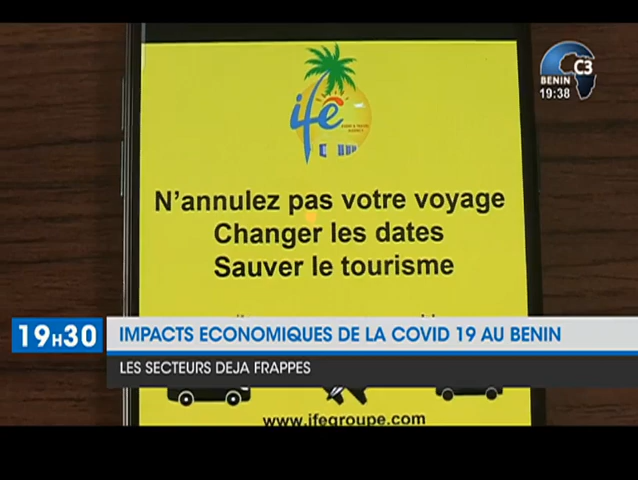 BENIN C3
19:38
ifê
N'annulez pas votre voyage
Changer les dates
Sauver le tourisme
19H30
IMPACTS ECONOMIQUES DE LA COVID 19 AU BENIN
LES SECTEURS DEJA FRAPPES
www.ifegroupe.com